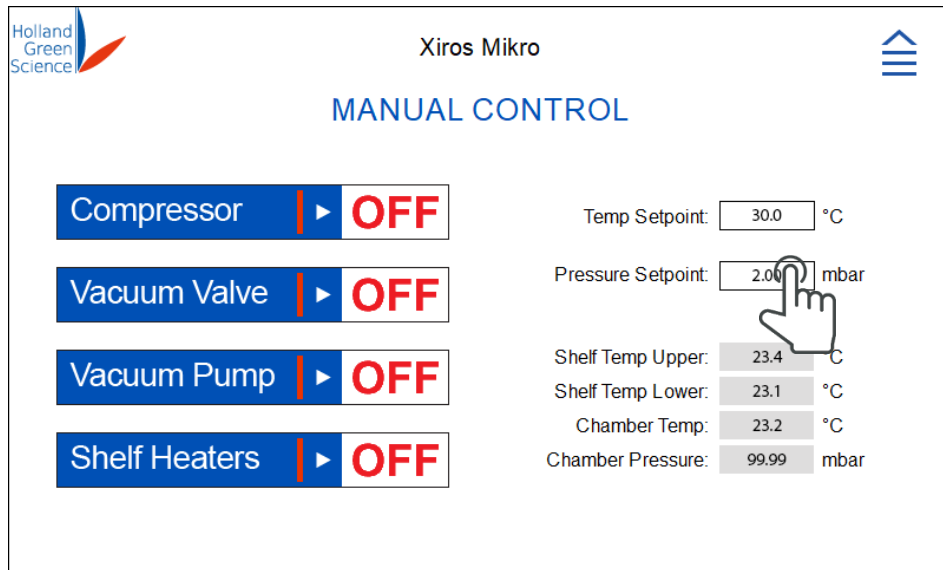 Holland
Green
Science
Xiros Mikro
MANUAL CONTROL
Compressor OFF
Vacuum Valve OFF
Vacuum Pump OFF
Shelf Heaters OFF
Temp Setpoint: 30.0 °C
Pressure Setpoint: 2.00 mbar
Shelf Temp Upper: 23.4 °C
Shelf Temp Lower: 23.1 °C
Chamber Temp: 23.2 °C
Chamber Pressure: 99.99 mbar